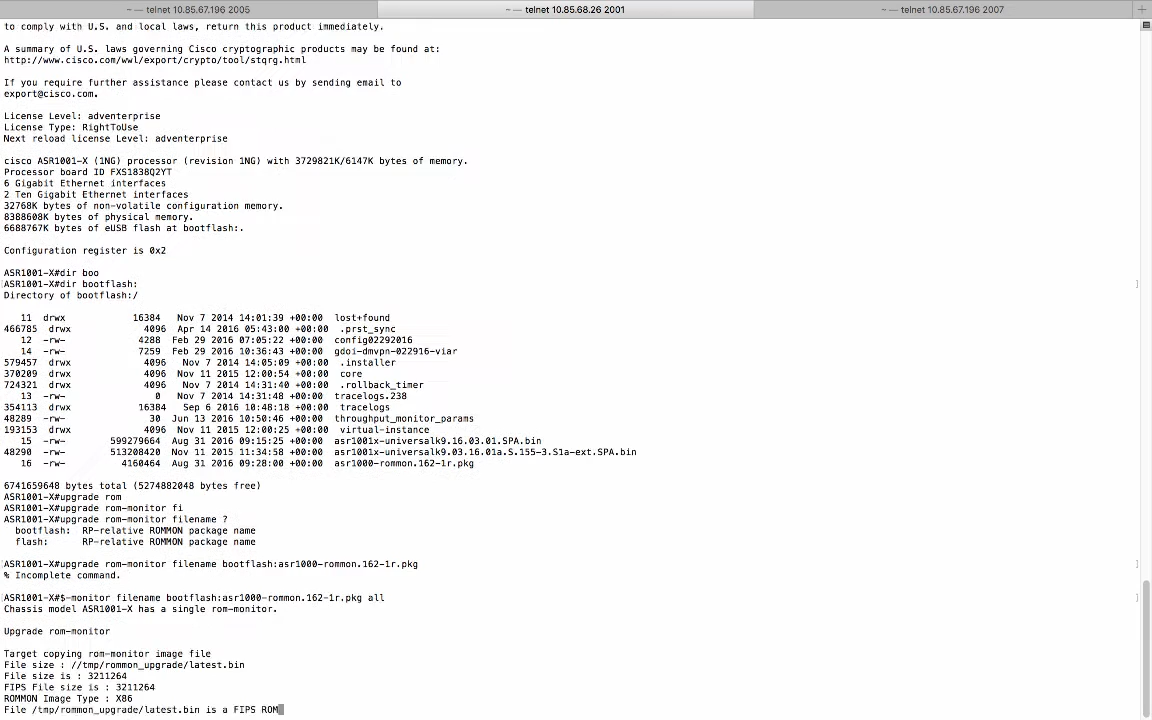 ~ — telnet 10.85.67.196 2005
~ — telnet 10.85.68.26 2001
~ — telnet 10.85.67.196 2007
to comply with U.S. and local laws, return this product immediately.
A summary of U.S. laws governing Cisco cryptographic products may be found at:
http://www.cisco.com/wwl/export/crypto/tool/stqrg.html
If you require further assistance please contact us by sending email to
export@cisco.com.
License Level: adventerprise
License Type: RightToUse
Next reload license Level: adventerprise
cisco ASR1001-X (1NG) processor (revision 1NG) with 3729821K/6147K bytes of memory.
Processor board ID FXS1838Q2YT
6 Gigabit Ethernet interfaces
2 Ten Gigabit Ethernet interfaces
32768K bytes of non-volatile configuration memory.
8388608K bytes of physical memory.
6688767K bytes of eUSB flash at bootflash:.
Configuration register is 0x2
ASR1001-X#dir boo
ASR1001-X#dir bootflash:
Directory of bootflash:/
11 drwx 16384 Nov 7 2014 14:01:39 +00:00 lost+found
466785 drwx 4096 Apr 14 2016 05:43:00 +00:00 .prst_sync
12 -rw- 4288 Feb 29 2016 07:05:22 +00:00 config02292016
14 -rw- 7259 Feb 29 2016 10:36:43 +00:00 gdoi-dmvpn-022916-viar
579457 drwx 4096 Nov 7 2014 14:05:09 +00:00 .installer
370209 drwx 4096 Nov 11 2015 12:00:54 +00:00 core
724321 drwx 4096 Nov 7 2014 14:31:40 +00:00 .rollback_timer
13 -rw- 0 Nov 7 2014 14:31:48 +00:00 tracelogs.238
354113 drwx 16384 Sep 6 2016 10:48:18 +00:00 tracelogs
48289 -rw- 30 Jun 13 2016 10:50:46 +00:00 throughput_monitor_params
193153 drwx 4096 Nov 11 2015 12:00:25 +00:00 virtual-instance
15 -rw- 599279664 Aug 31 2016 09:15:25 +00:00 asr1001x-universalk9.16.03.01.SPA.bin
48290 -rw- 513208420 Nov 11 2015 11:34:58 +00:00 asr1001x-universalk9.03.16.01a.S.155-3.S1a-ext.SPA.bin
16 -rw- 4160464 Aug 31 2016 09:28:00 +00:00 asr1000-rommon.162-1r.pkg
6741659648 bytes total (5274882048 bytes free)
ASR1001-X#upgrade rom
ASR1001-X#upgrade rom-monitor fi
ASR1001-X#upgrade rom-monitor filename ?
bootflash: RP-relative ROMMON package name
flash: RP-relative ROMMON package name
ASR1001-X#upgrade rom-monitor filename bootflash:asr1000-rommon.162-1r.pkg
% Incomplete command.
ASR1001-X#$-monitor filename bootflash:asr1000-rommon.162-1r.pkg all
Chassis model ASR1001-X has a single rom-monitor.
Upgrade rom-monitor
Target copying rom-monitor image file
File size : //tmp/rommon_upgrade/latest.bin
File size is : 3211264
FIPS File size is : 3211264
ROMMON Image Type : X86
File /tmp/rommon_upgrade/latest.bin is a FIPS ROM